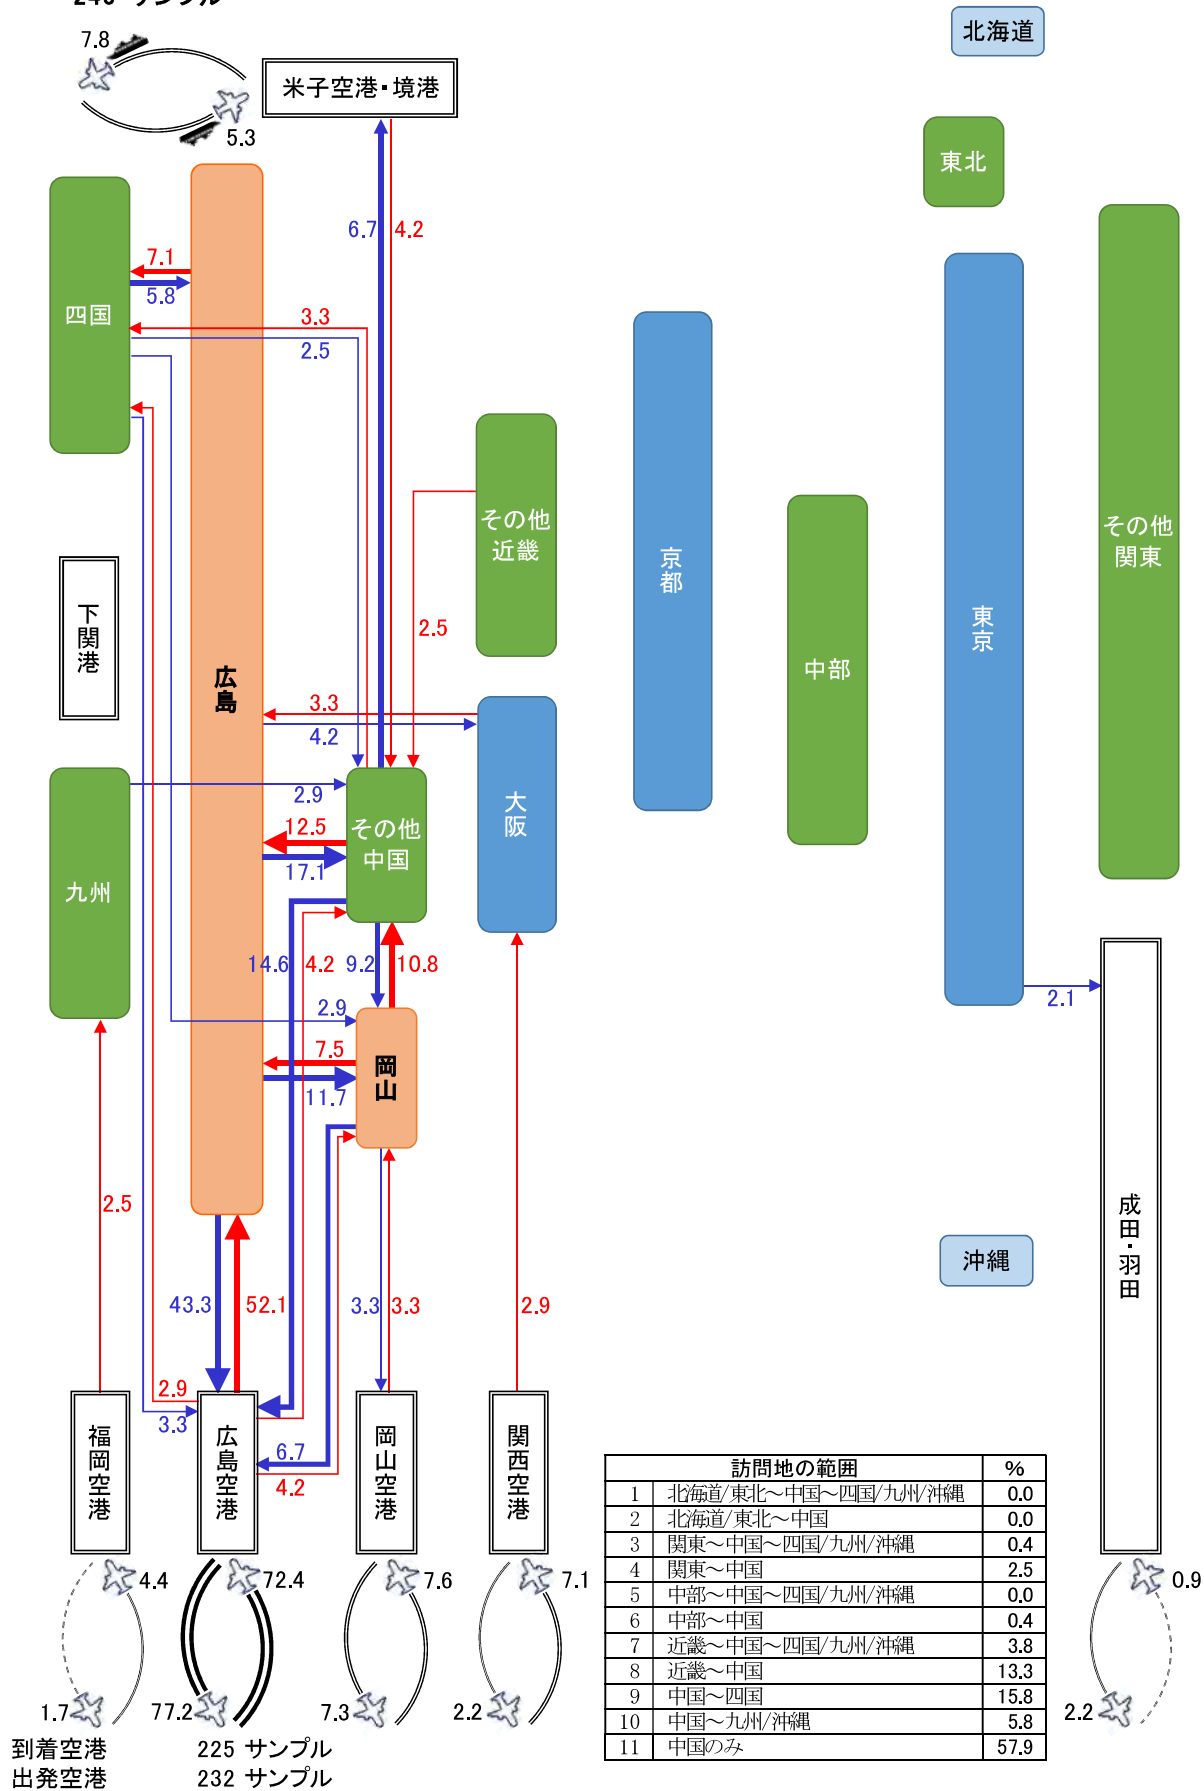 240 サンプル
北海道
7.8
米子空港・境港
5.3
東北
6.7
4.2
7.1
5.8
四国
3.3
2.5
その他
近畿
京都
その他
関東
下関港
2.5
東京
中部
広島
3.3
4.2
大阪
2.9
12.5
その他
中国
17.1
九州
14.6
4.2
9.2
10.8
2.1
2.9
7.5
岡山
11.7
2.5
成田・羽田
沖縄
43.3
52.1
3.3
3.3
2.9
2.9
3.3
福岡空港
広島空港
岡山空港
関西空港
6.7
4.2
訪問地の範囲 %
1 北海道/東北～中国～四国/九州/沖縄 0.0
2 北海道/東北～中国 0.0
3 関東～中国～四国/九州/沖縄 0.4
4 関東～中国 2.5
5 中部～中国～四国/九州/沖縄 0.0
6 中部～中国 0.4
7 近畿～中国～四国/九州/沖縄 3.8
8 近畿～中国 13.3
9 中国～四国 15.8
10 中国～九州/沖縄 5.8
11 中国のみ 57.9
4.4
72.4
7.6
7.1
0.9
1.7
77.2
7.3
2.2
2.2
到着空港 225 サンプル
出発空港 232 サンプル